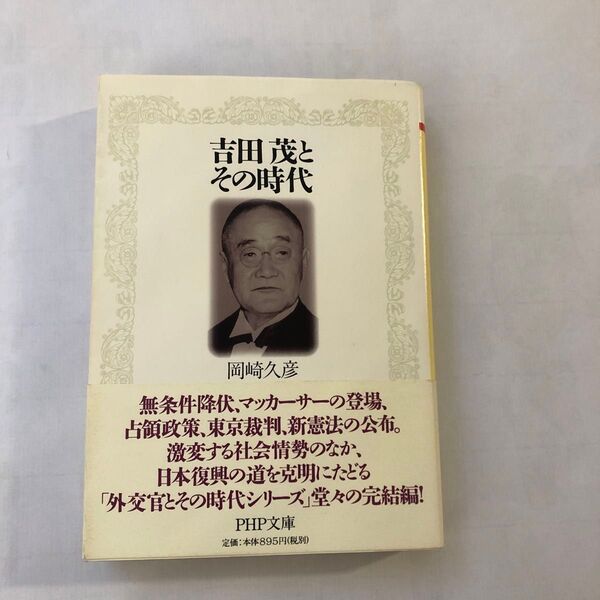 吉田 茂と
その時代
岡崎久彦
無条件降伏、マッカーサーの登場、
占領政策、東京裁判、新憲法の公布。
激変する社会情勢のなか、
日本復興の道を克明にたどる
「外交官とその時代シリーズ」堂々の完結編!
PHP文庫
定価:本体895円(税別)